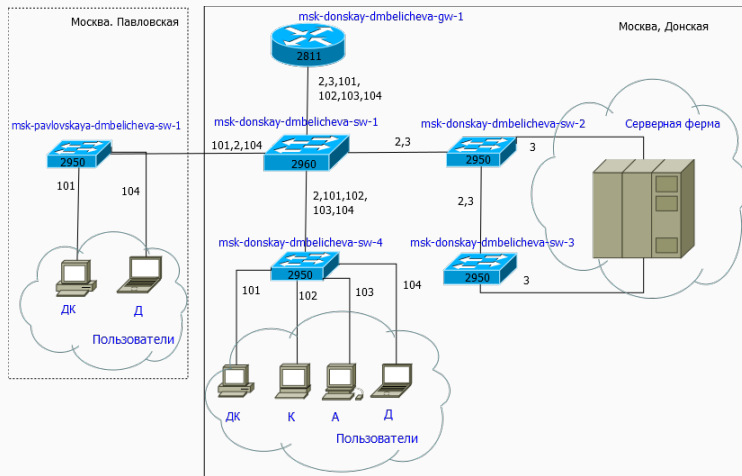 Москва. Павловская
msk-donskay-dmbelicheva-gw-1
Москва, Донская
2811
2,3,101,
102,103,104
msk-pavlovskaya-dmbelicheva-sw-1
msk-donskay-dmbelicheva-sw-1
msk-donskay-dmbelicheva-sw-2
Серверная ферма
2950
101,2,104
2960
2,3
2950
3
101
104
2,101,102,
103,104
2,3
msk-donskay-dmbelicheva-sw-4
msk-donskay-dmbelicheva-sw-3
2950
2950
3
101
102
103
104
ДК
Д
Пользователи
ДК
К
А
Д
Пользователи